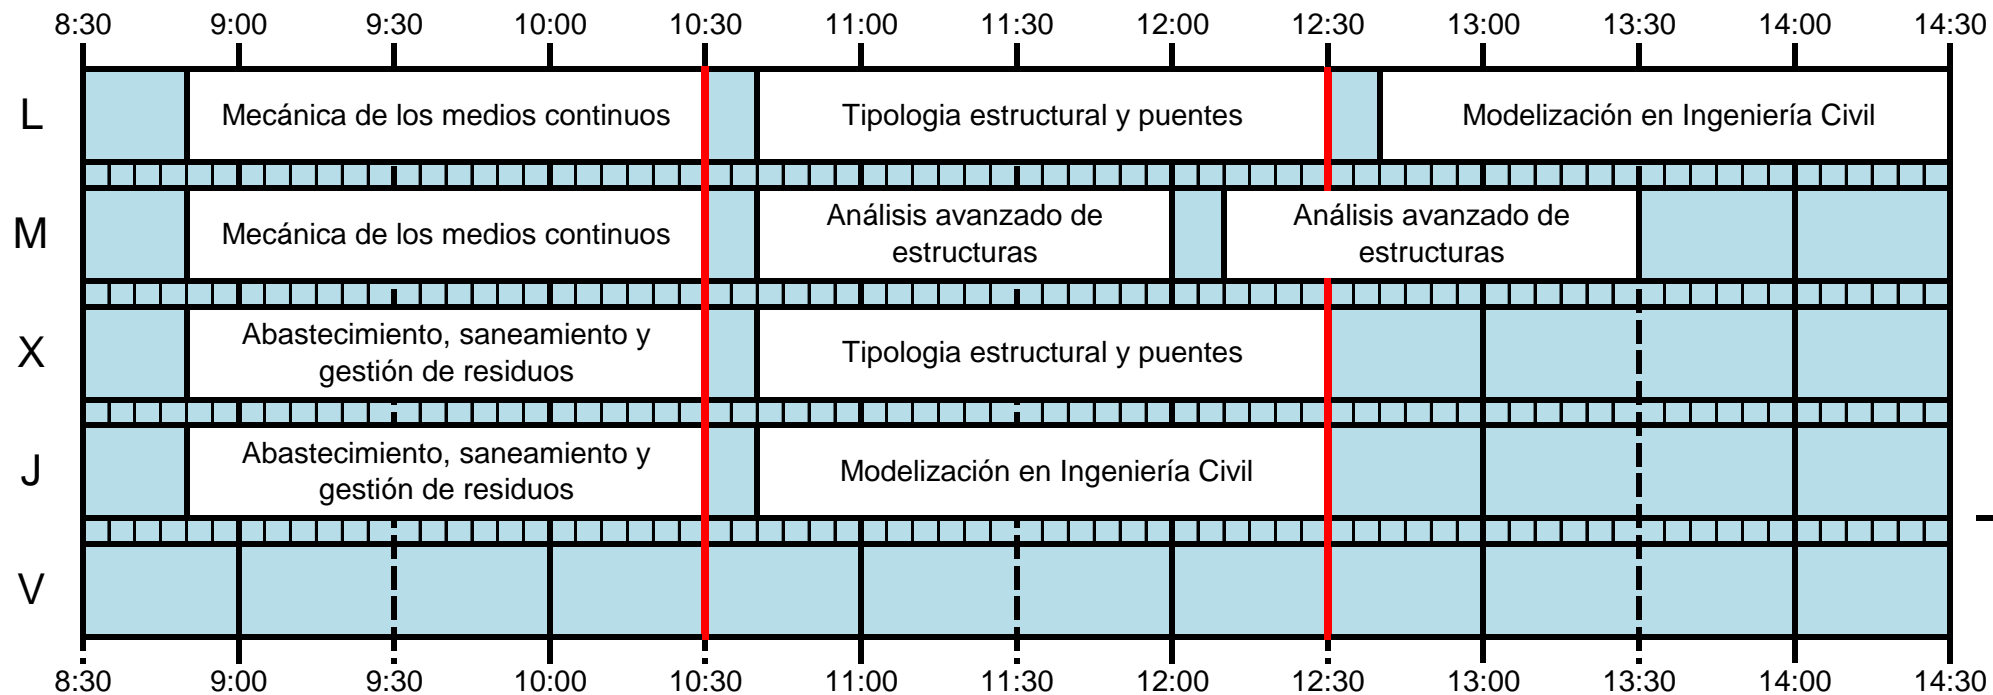 8:30 9:00 9:30 10:00 10:30 11:00 11:30 12:00 12:30 13:00 13:30 14:00 14:30
L
Mecánica de los medios continuos
Tipologia estructural y puentes
Modelización en Ingeniería Civil
M
Mecánica de los medios continuos
Análisis avanzado de
estructuras
Análisis avanzado de
estructuras
X
Abastecimiento, saneamiento y
gestión de residuos
Tipologia estructural y puentes
J
Abastecimiento, saneamiento y
gestión de residuos
Modelización en Ingeniería Civil
V
8:30 9:00 9:30 10:00 10:30 11:00 11:30 12:00 12:30 13:00 13:30 14:00 14:30